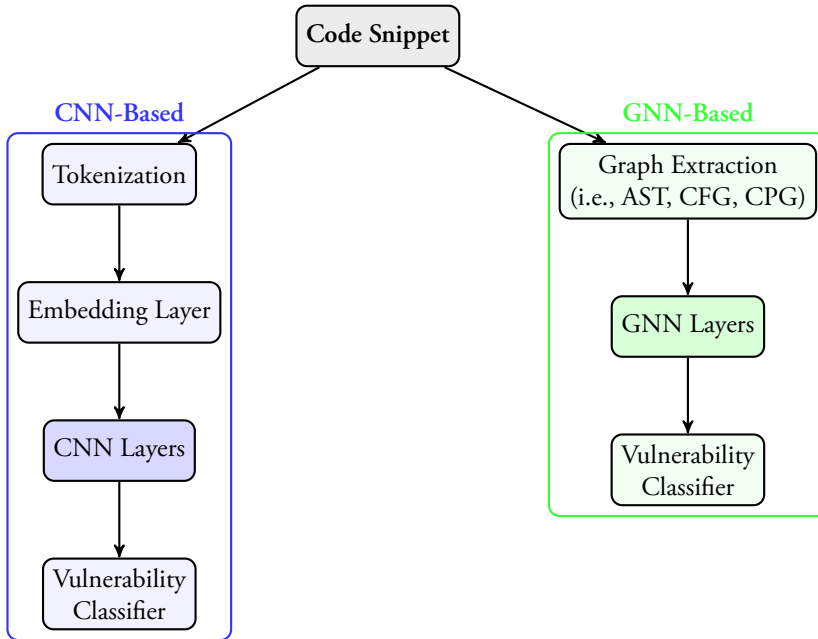 Code Snippet
CNN-Based
Tokenization
Embedding Layer
CNN Layers
Vulnerability
Classifier
GNN-Based
Graph Extraction
(i.e., AST, CFG, CPG)
GNN Layers
Vulnerability
Classifier